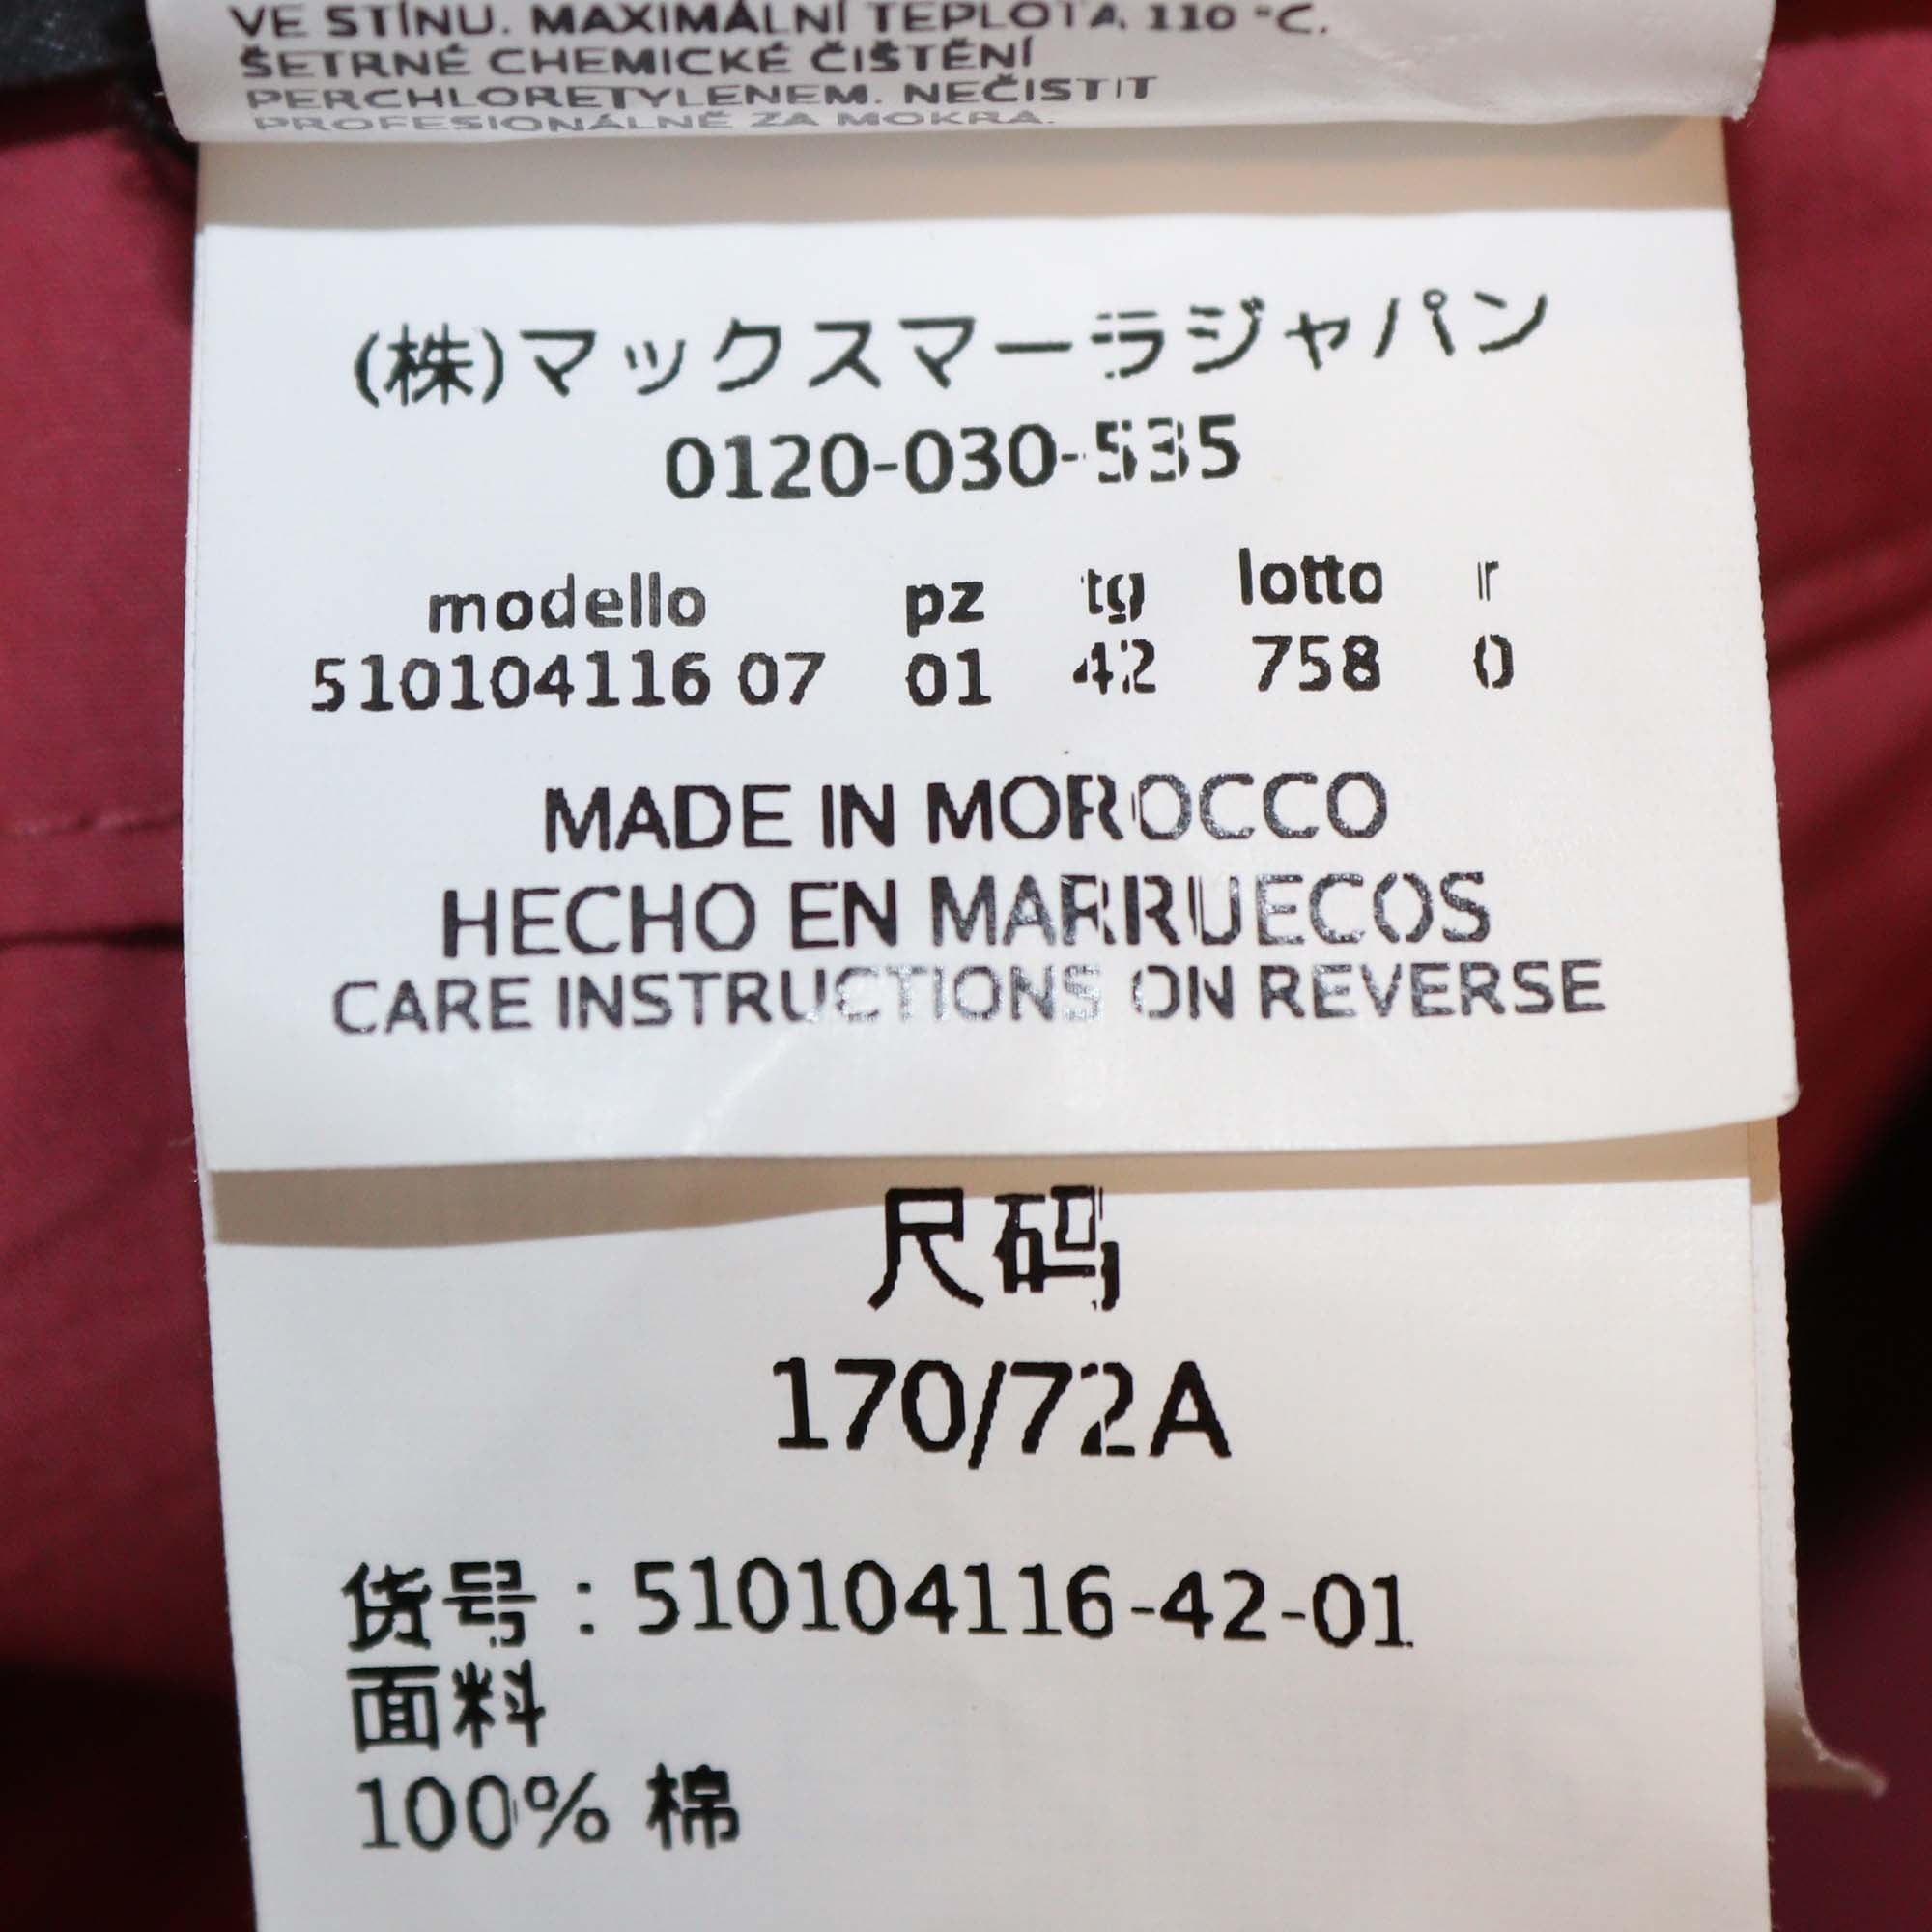 VE STÍNU. MAXIMÁLNÍ TEPLOTA 110 °C.
ŠETRNÉ CHEMICKÉ ČIŠTĚNÍ
PERCHLORETYLENEM. NEČISTIT
PROFESIONÁLNĚ ZA MOKRA.
(株)マックスマーラジャパン
0120-030-535
modello pz tg lotto r
510104116 07 01 42 758 0
MADE IN MOROCCO
HECHO EN MARRUECOS
CARE INSTRUCTIONS ON REVERSE
尺码
170/72A
货号:510104116-42-01
面料
100% 棉